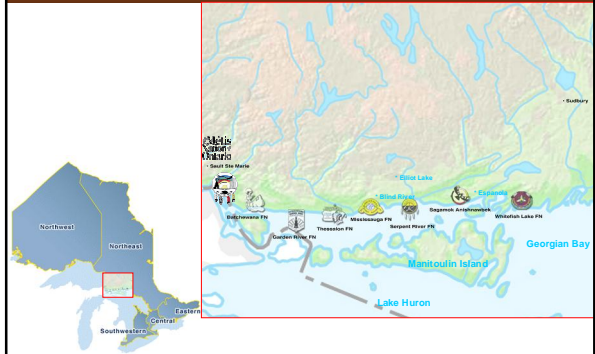 Sudbury
Métis
Nation
Ontario
Sault Ste Marie
Elliot Lake
Blind River
Espanola
Batchewana FN
Garden River FN
Thessalon FN
Mississauga FN
Serpent River FN
Sagamok Anishnawbek
Whitefish Lake FN
Georgian Bay
Manitoulin Island
Lake Huron
Northwest
Northeast
Eastern
Central
Southwestern